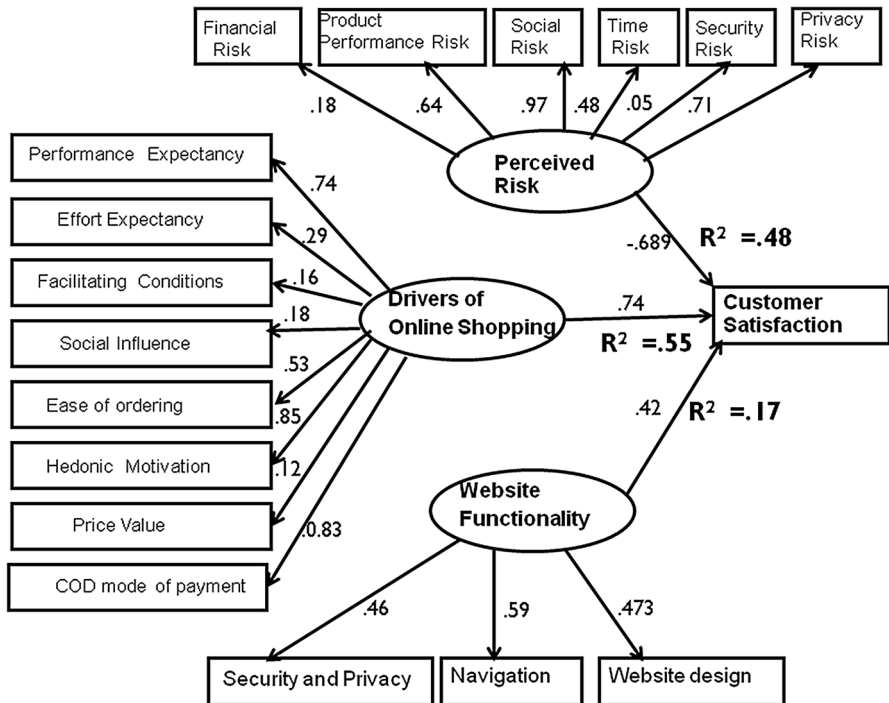 Financial
Risk
Product
Performance Risk
Social
Risk
Time
Risk
Security
Risk
Privacy
Risk
.18
.64
.97
.48
.05
.71
Perceived
Risk
Performance Expectancy
Effort Expectancy
Facilitating Conditions
Social Influence
Ease of ordering
Hedonic Motivation
Price Value
COD mode of payment
.74
.29
.16
.18
.53
.85
.12
.0.83
Drivers of
Online Shopping
-.689
R² =.48
.74
R² =.55
Customer
Satisfaction
.42
R² =.17
Website
Functionality
.46
.59
.473
Security and Privacy
Navigation
Website design